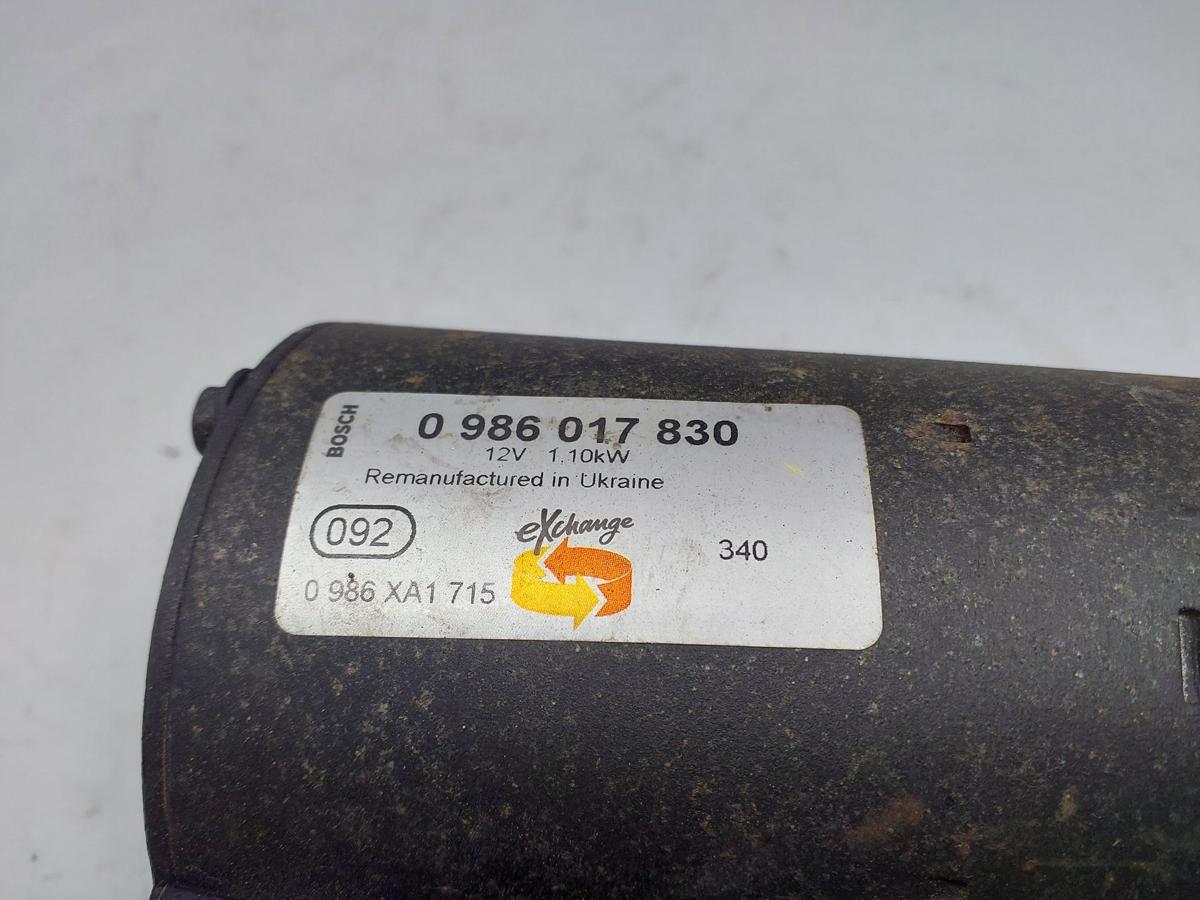 BOSCH
0 986 017 830
12V 1,10kW
Remanufactured in Ukraine
092
eXchange
340
0 986 XA1 715